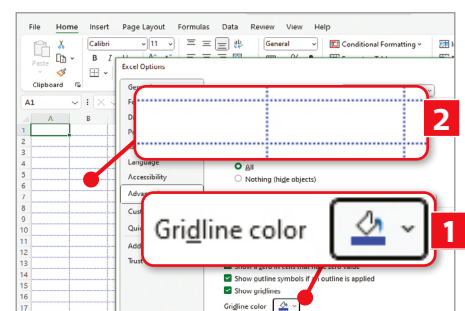 File Home Insert Page Layout Formulas Data Review View Help
Calibri 11 General Conditional Formatting
Paste B I
Clipboard
Excel Options
A1
A B
2
Language
Accessibility
All
Nothing (hide objects)
Gridline color
1
Show outline symbols if an outline is applied
Show gridlines
Gridline color
1
2
3
4
5
6
7
8
9
10
11
12
13
14
15
16
17